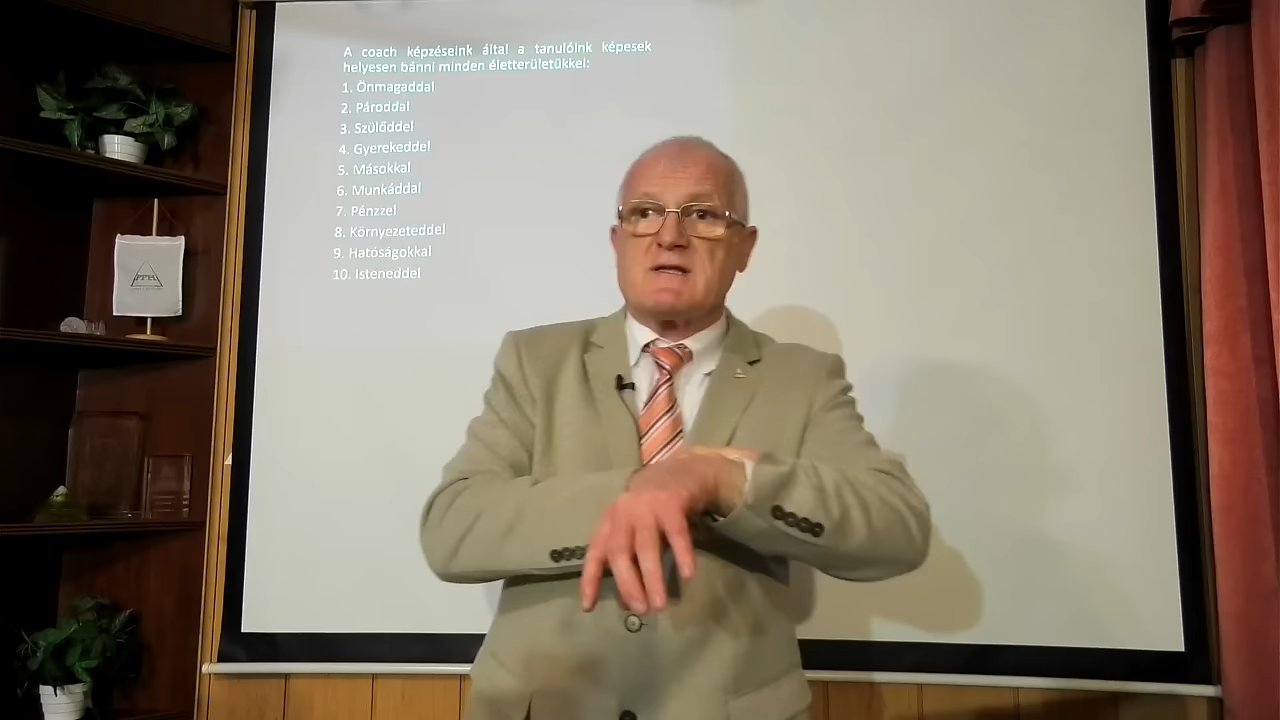 A coach képzéseink által a tanulóink képesek
helyesen bánni minden életterületükkel:
1. Önmagaddal
2. Pároddal
3. Szülőddel
4. Gyerekeddel
5. Másokkal
6. Munkáddal
7. Pénzzel
8. Környezeteddel
9. Hatóságokkal
10. Isteneddel